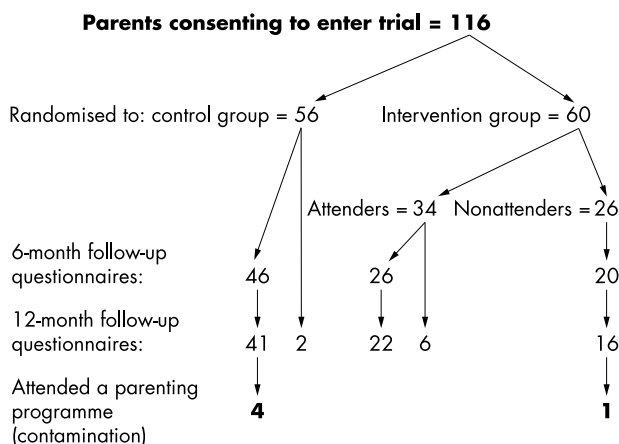 Parents consenting to enter trial = 116
Randomised to: control group = 56 Intervention group = 60
Attenders = 34 Nonattenders = 26
6-month follow-up
questionnaires: 46 26 20
12-month follow-up
questionnaires: 41 2 22 6 16
Attended a parenting
programme 4 1
(contamination)